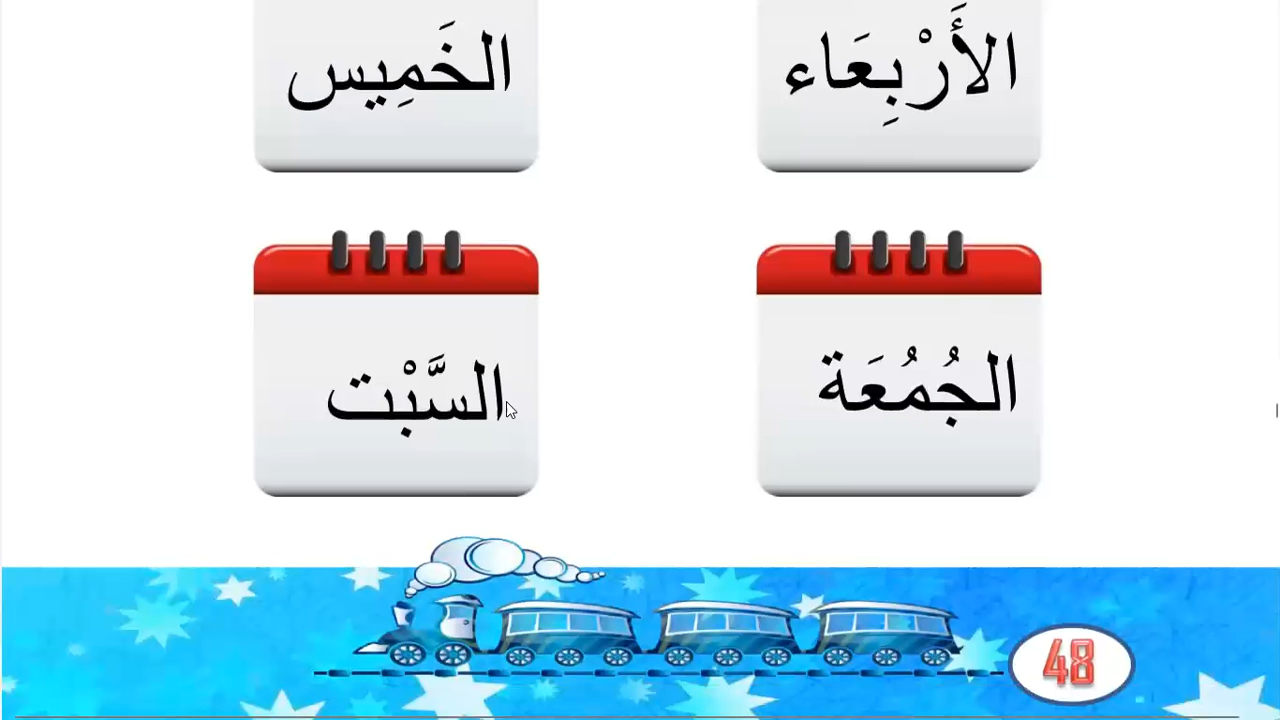 الأَرْبِعَاء
الخَمِيس
الجُمُعَة
السَّبْت
48